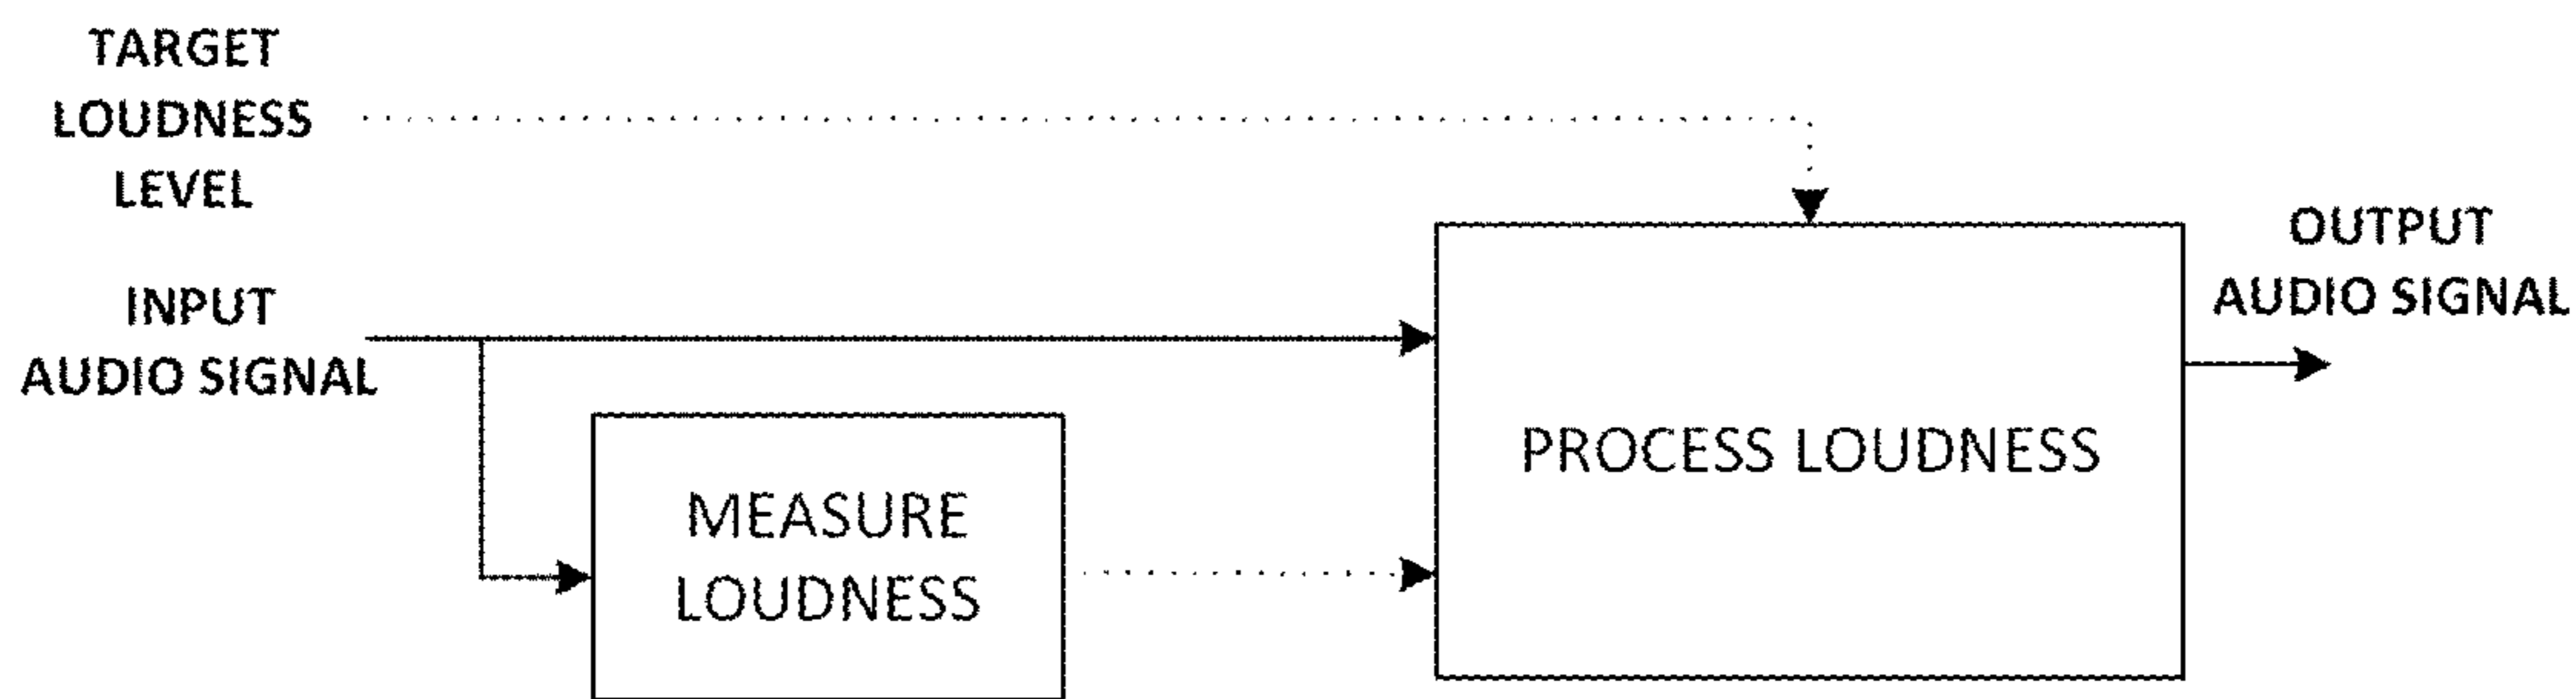 TARGET
LOUDNESS
LEVEL
INPUT
AUDIO SIGNAL
MEASURE
LOUDNESS
PROCESS LOUDNESS
OUTPUT
AUDIO SIGNAL